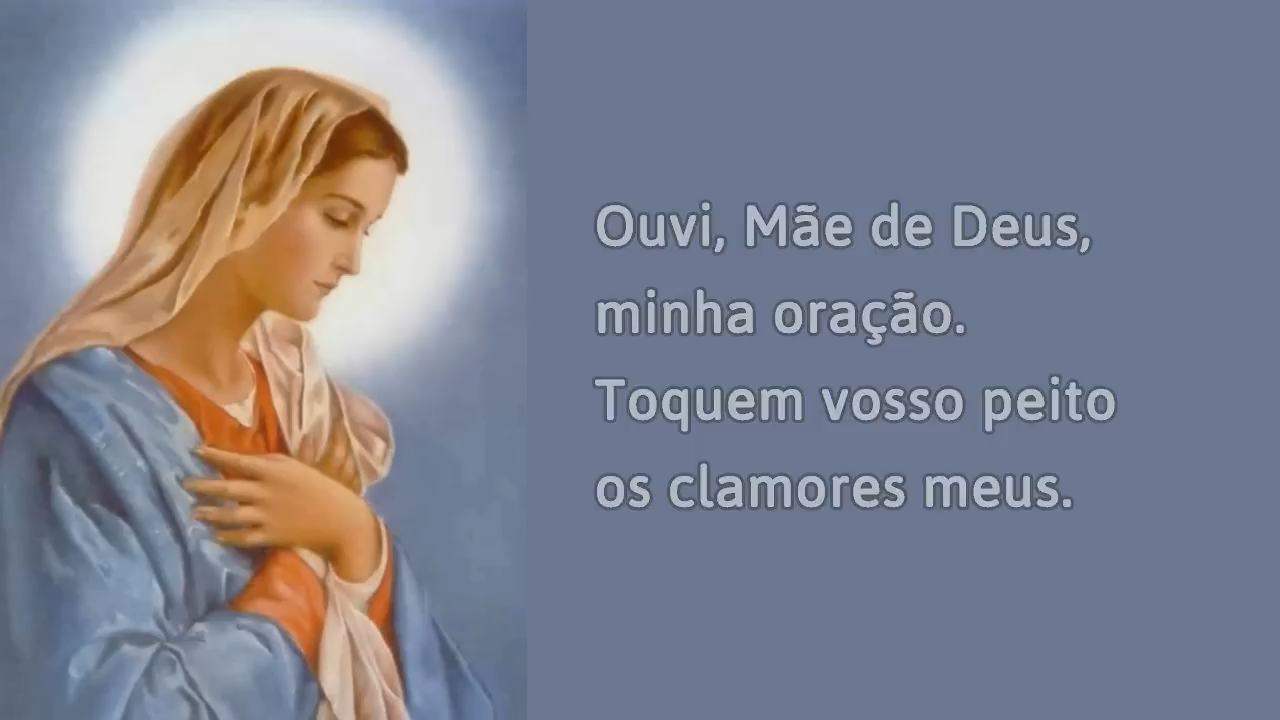 Ouvi, Mãe de Deus,
minha oração.
Toquem vosso peito
os clamores meus.